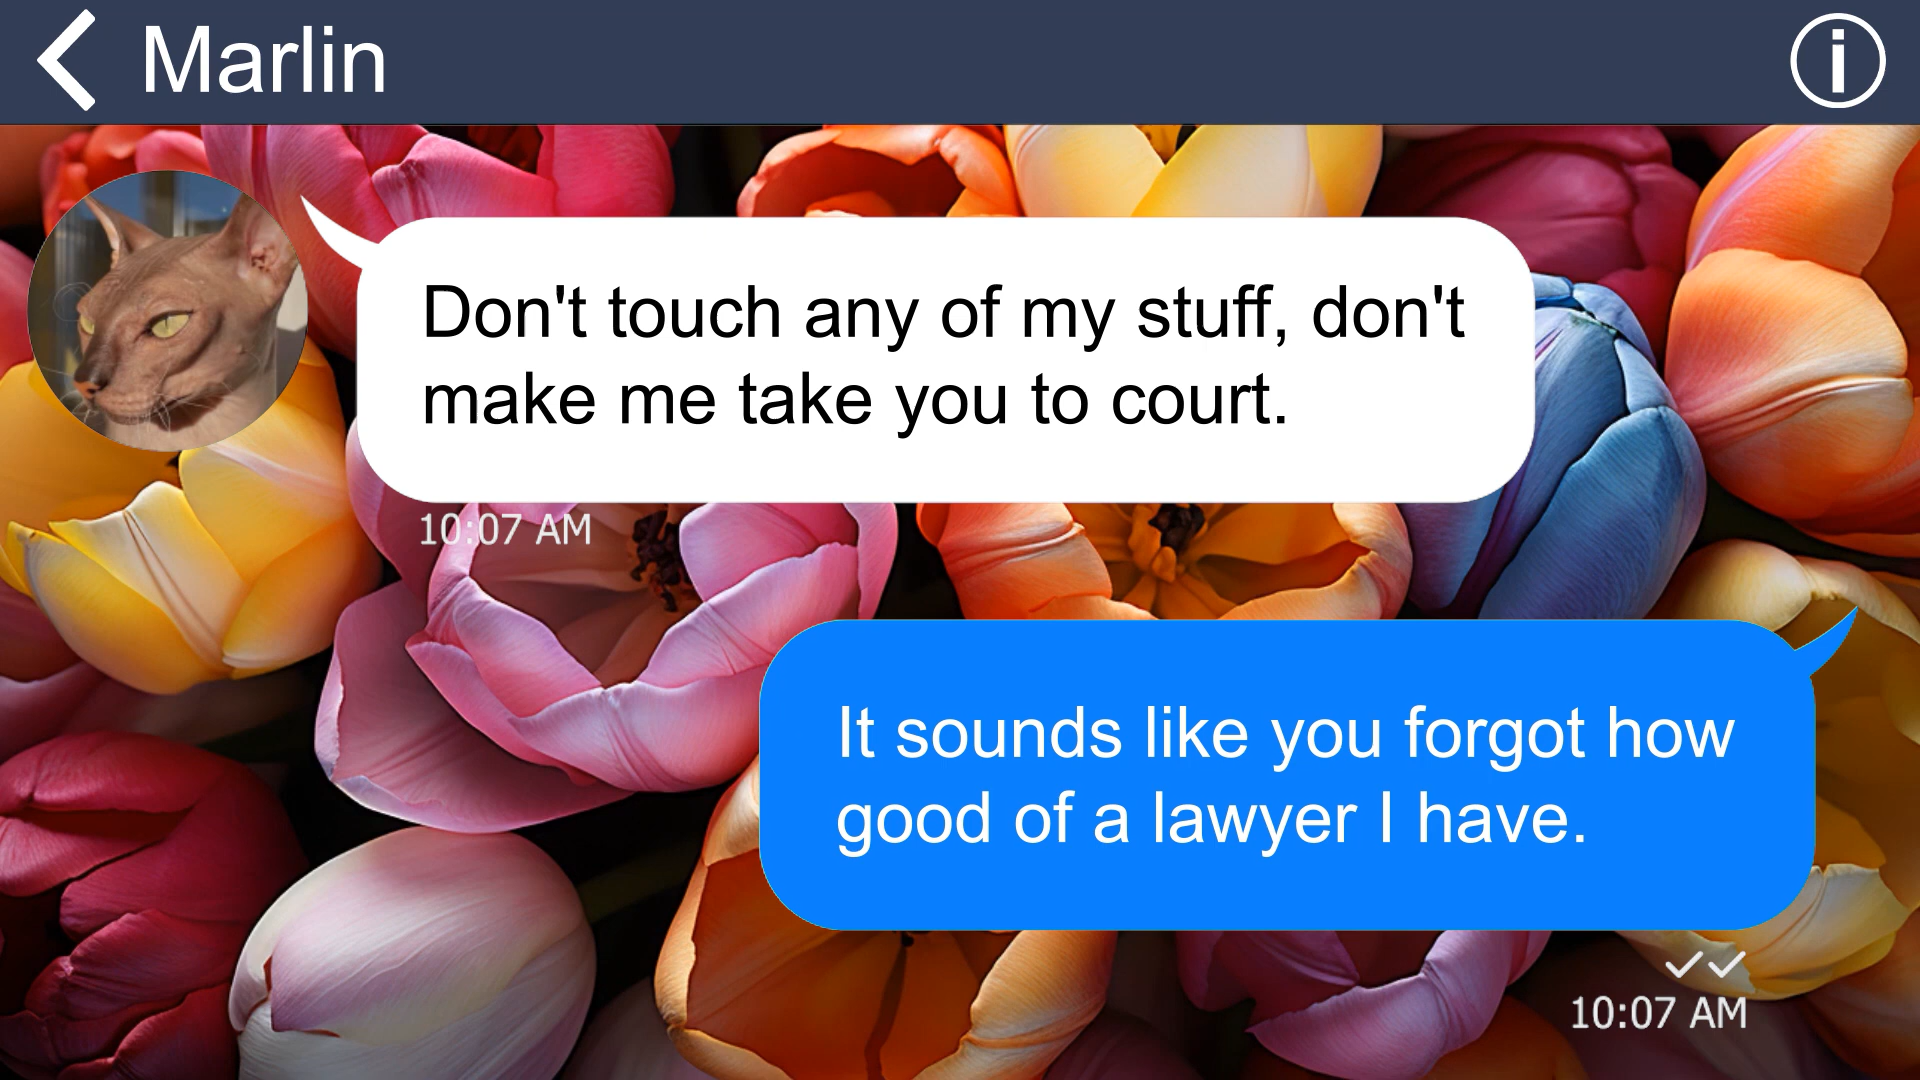 Marlin
Don't touch any of my stuff, don't
make me take you to court.
10:07 AM
It sounds like you forgot how
good of a lawyer I have.
10:07 AM